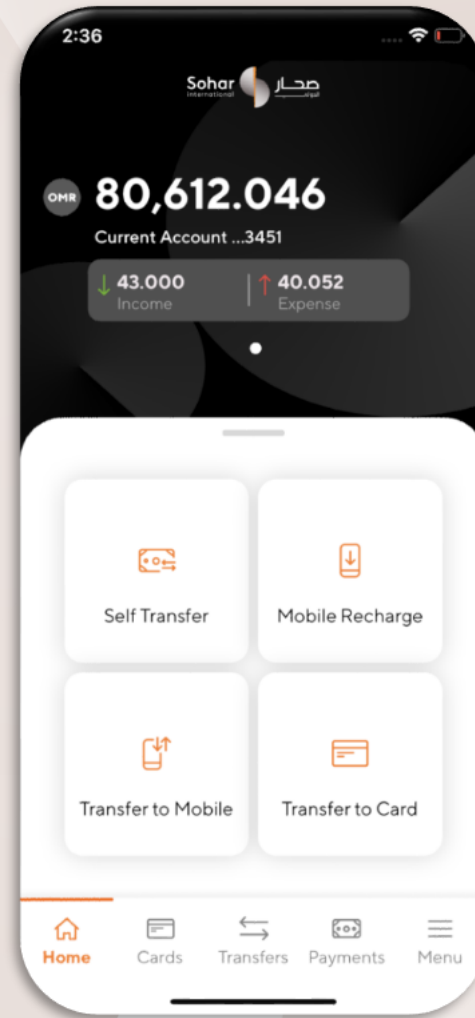 2:36
Sohar صحار
International الدولي
OMR 80,612.046
Current Account ...3451
↓ 43.000 ↑ 40.052
Income Expense
Self Transfer Mobile Recharge
Transfer to Mobile Transfer to Card
Home Cards Transfers Payments Menu